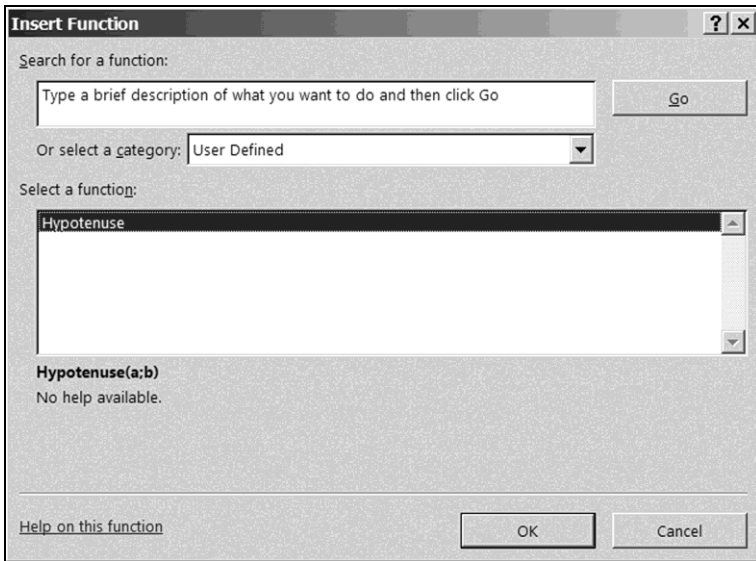 Insert Function
Search for a function:
Type a brief description of what you want to do and then click Go
Go
Or select a category: User Defined
Select a function:
Hypotenuse
Hypotenuse(a;b)
No help available.
Help on this function
OK Cancel